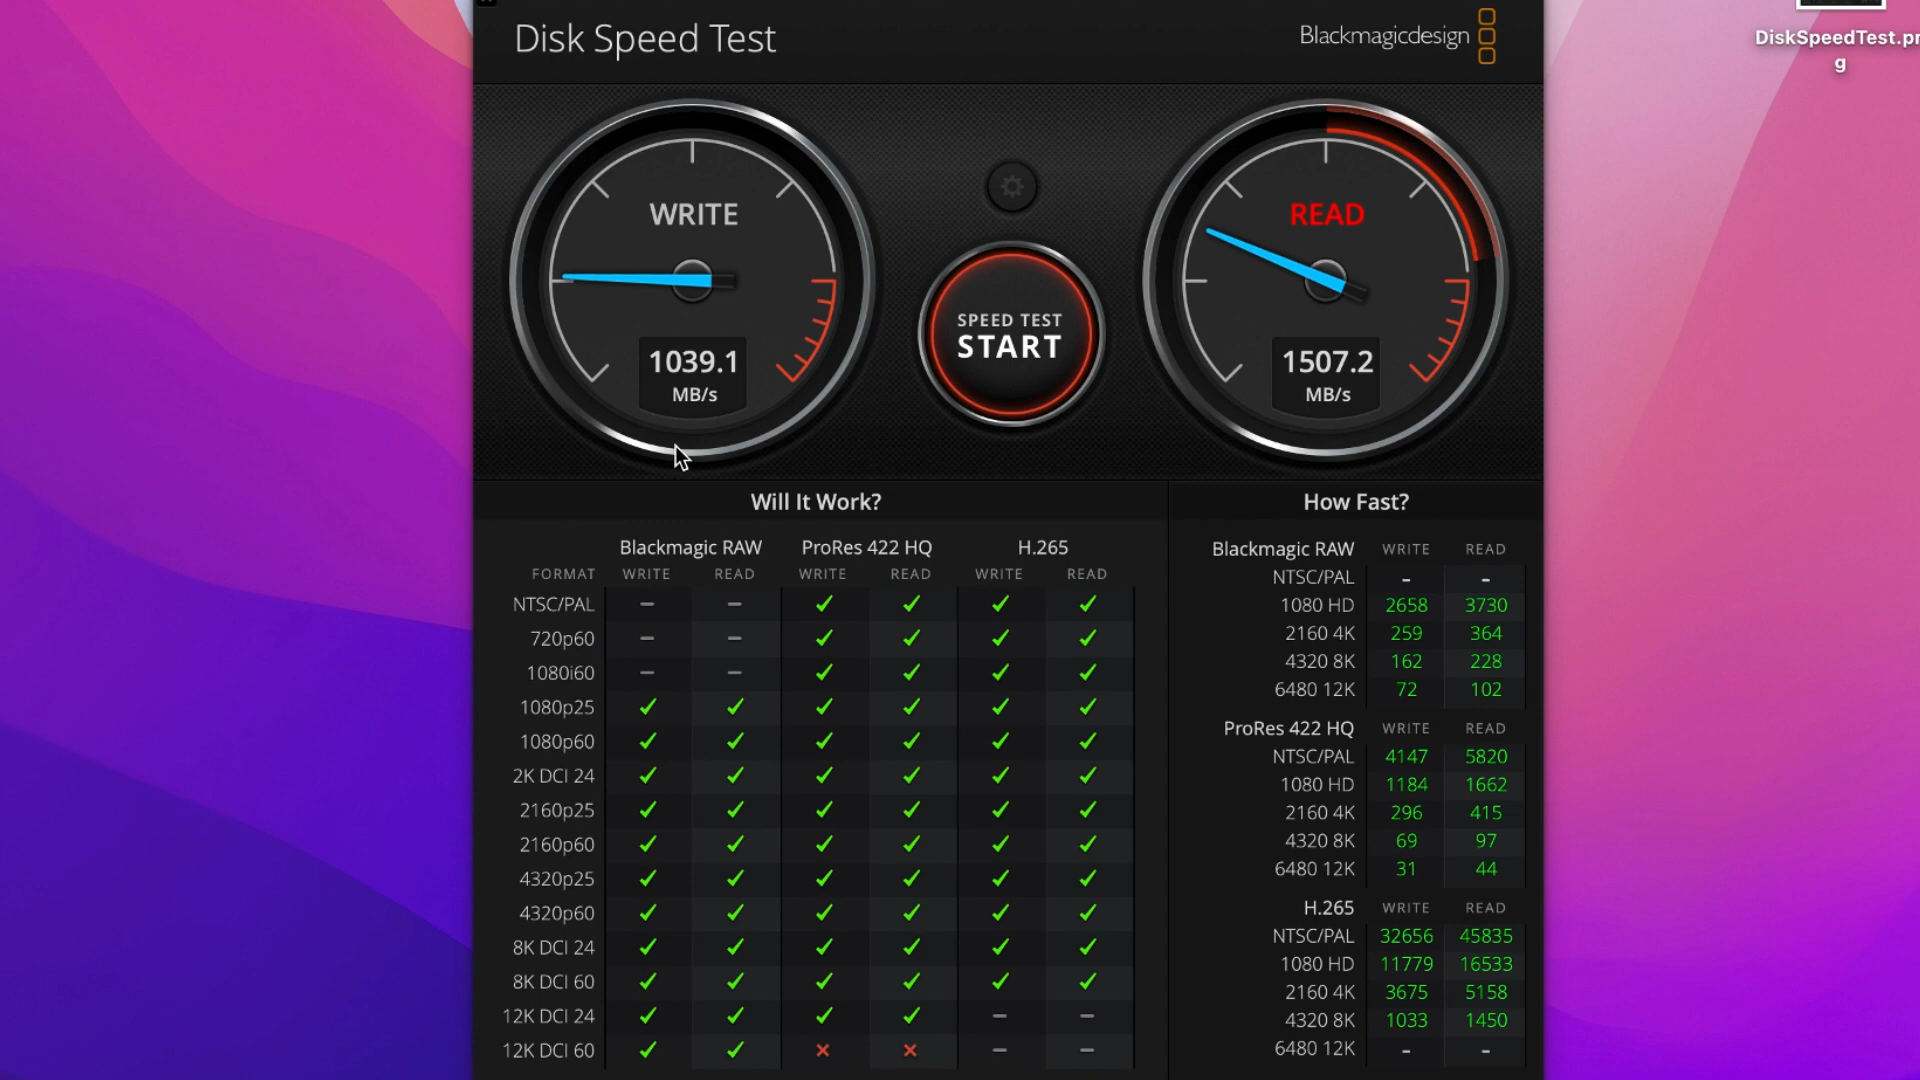 Disk Speed Test
Blackmagicdesign
DiskSpeedTest.pn
g
WRITE
1039.1
MB/s
SPEED TEST
START
READ
1507.2
MB/s
Will It Work?
Blackmagic RAW ProRes 422 HQ H.265
FORMAT WRITE READ WRITE READ WRITE READ
NTSC/PAL – – ✓ ✓ ✓ ✓
720p60 – – ✓ ✓ ✓ ✓
1080i60 – – ✓ ✓ ✓ ✓
1080p25 ✓ ✓ ✓ ✓ ✓ ✓
1080p60 ✓ ✓ ✓ ✓ ✓ ✓
2K DCI 24 ✓ ✓ ✓ ✓ ✓ ✓
2160p25 ✓ ✓ ✓ ✓ ✓ ✓
2160p60 ✓ ✓ ✓ ✓ ✓ ✓
4320p25 ✓ ✓ ✓ ✓ ✓ ✓
4320p60 ✓ ✓ ✓ ✓ ✓ ✓
8K DCI 24 ✓ ✓ ✓ ✓ ✓ ✓
8K DCI 60 ✓ ✓ ✓ ✓ ✓ ✓
12K DCI 24 ✓ ✓ ✓ ✓ – –
12K DCI 60 ✓ ✓ × × – –
How Fast?
Blackmagic RAW WRITE READ
NTSC/PAL - -
1080 HD 2658 3730
2160 4K 259 364
4320 8K 162 228
6480 12K 72 102
ProRes 422 HQ WRITE READ
NTSC/PAL 4147 5820
1080 HD 1184 1662
2160 4K 296 415
4320 8K 69 97
6480 12K 31 44
H.265 WRITE READ
NTSC/PAL 32656 45835
1080 HD 11779 16533
2160 4K 3675 5158
4320 8K 1033 1450
6480 12K - -